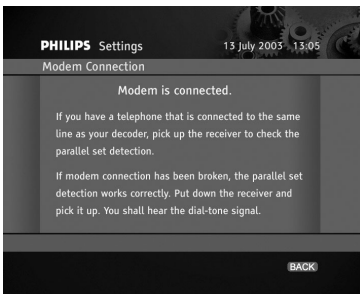 PHILIPS Settings 13 July 2003 13:05
Modem Connection
Modem is connected.
If you have a telephone that is connected to the same
line as your decoder, pick up the receiver to check the
parallel set detection.
If modem connection has been broken, the parallel set
detection works correctly. Put down the receiver and
pick it up. You shall hear the dial-tone signal.
BACK